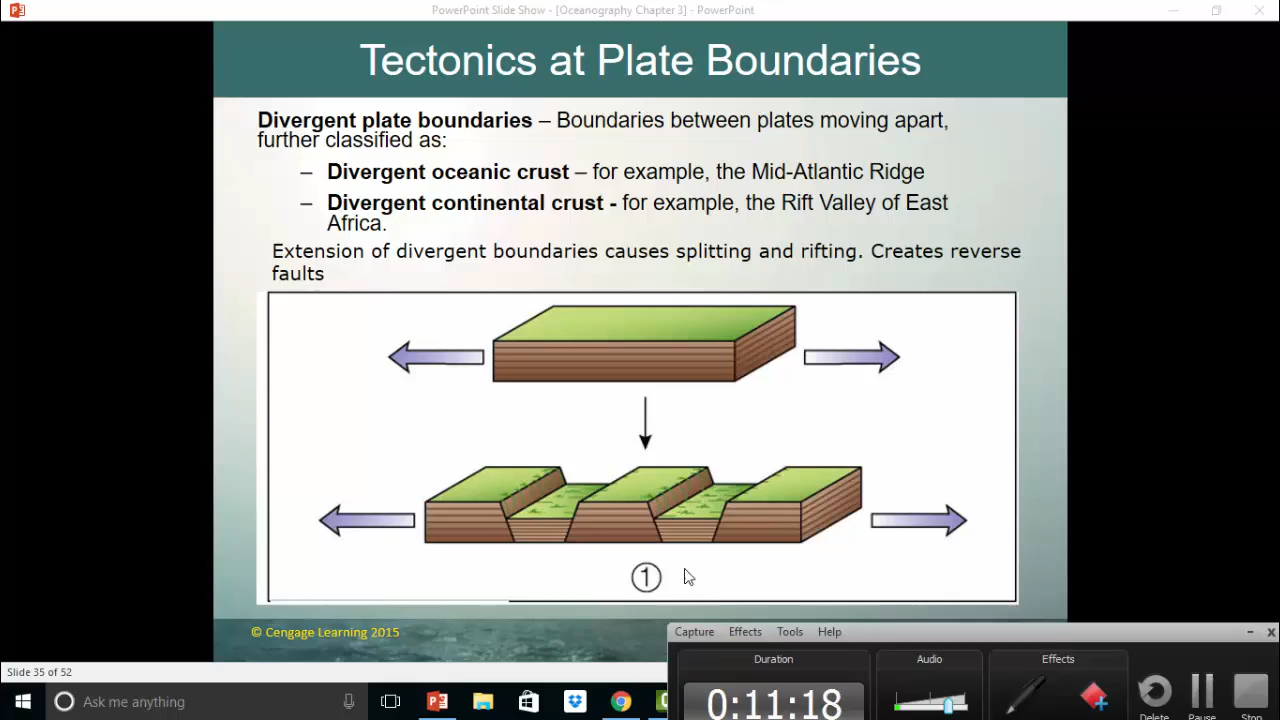 PowerPoint Slide Show - [Oceanography Chapter 3] - PowerPoint
Tectonics at Plate Boundaries
Divergent plate boundaries – Boundaries between plates moving apart,
further classified as:
– Divergent oceanic crust – for example, the Mid-Atlantic Ridge
– Divergent continental crust - for example, the Rift Valley of East
Africa.
Extension of divergent boundaries causes splitting and rifting. Creates reverse
faults
①
© Cengage Learning 2015
Capture Effects Tools Help
Slide 35 of 52
Duration Audio Effects
0:11:18
Delete Pause Stop
Ask me anything